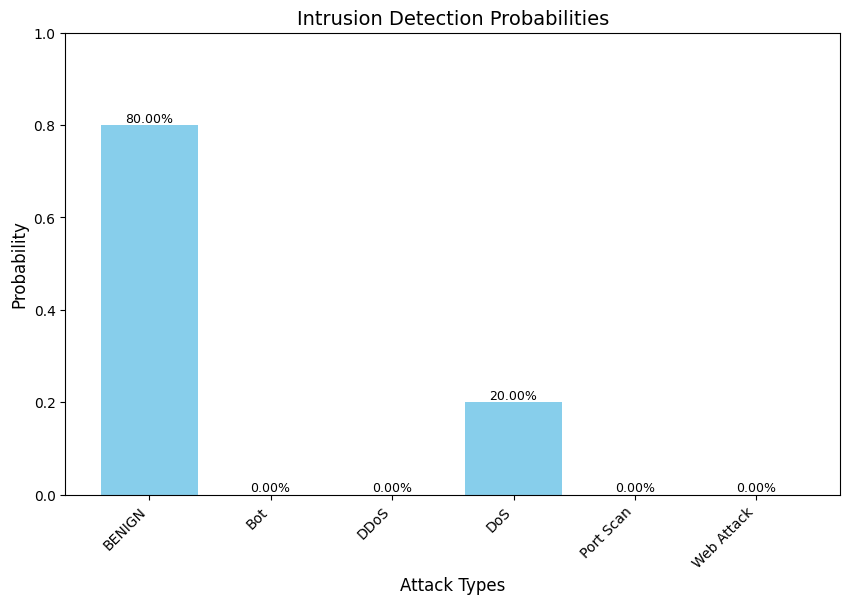 Intrusion Detection Probabilities
1.0
0.8
0.6
0.4
0.2
0.0
Probability
80.00%
0.00%
0.00%
20.00%
0.00%
0.00%
BENIGN
Bot
DDoS
DoS
Port Scan
Web Attack
Attack Types